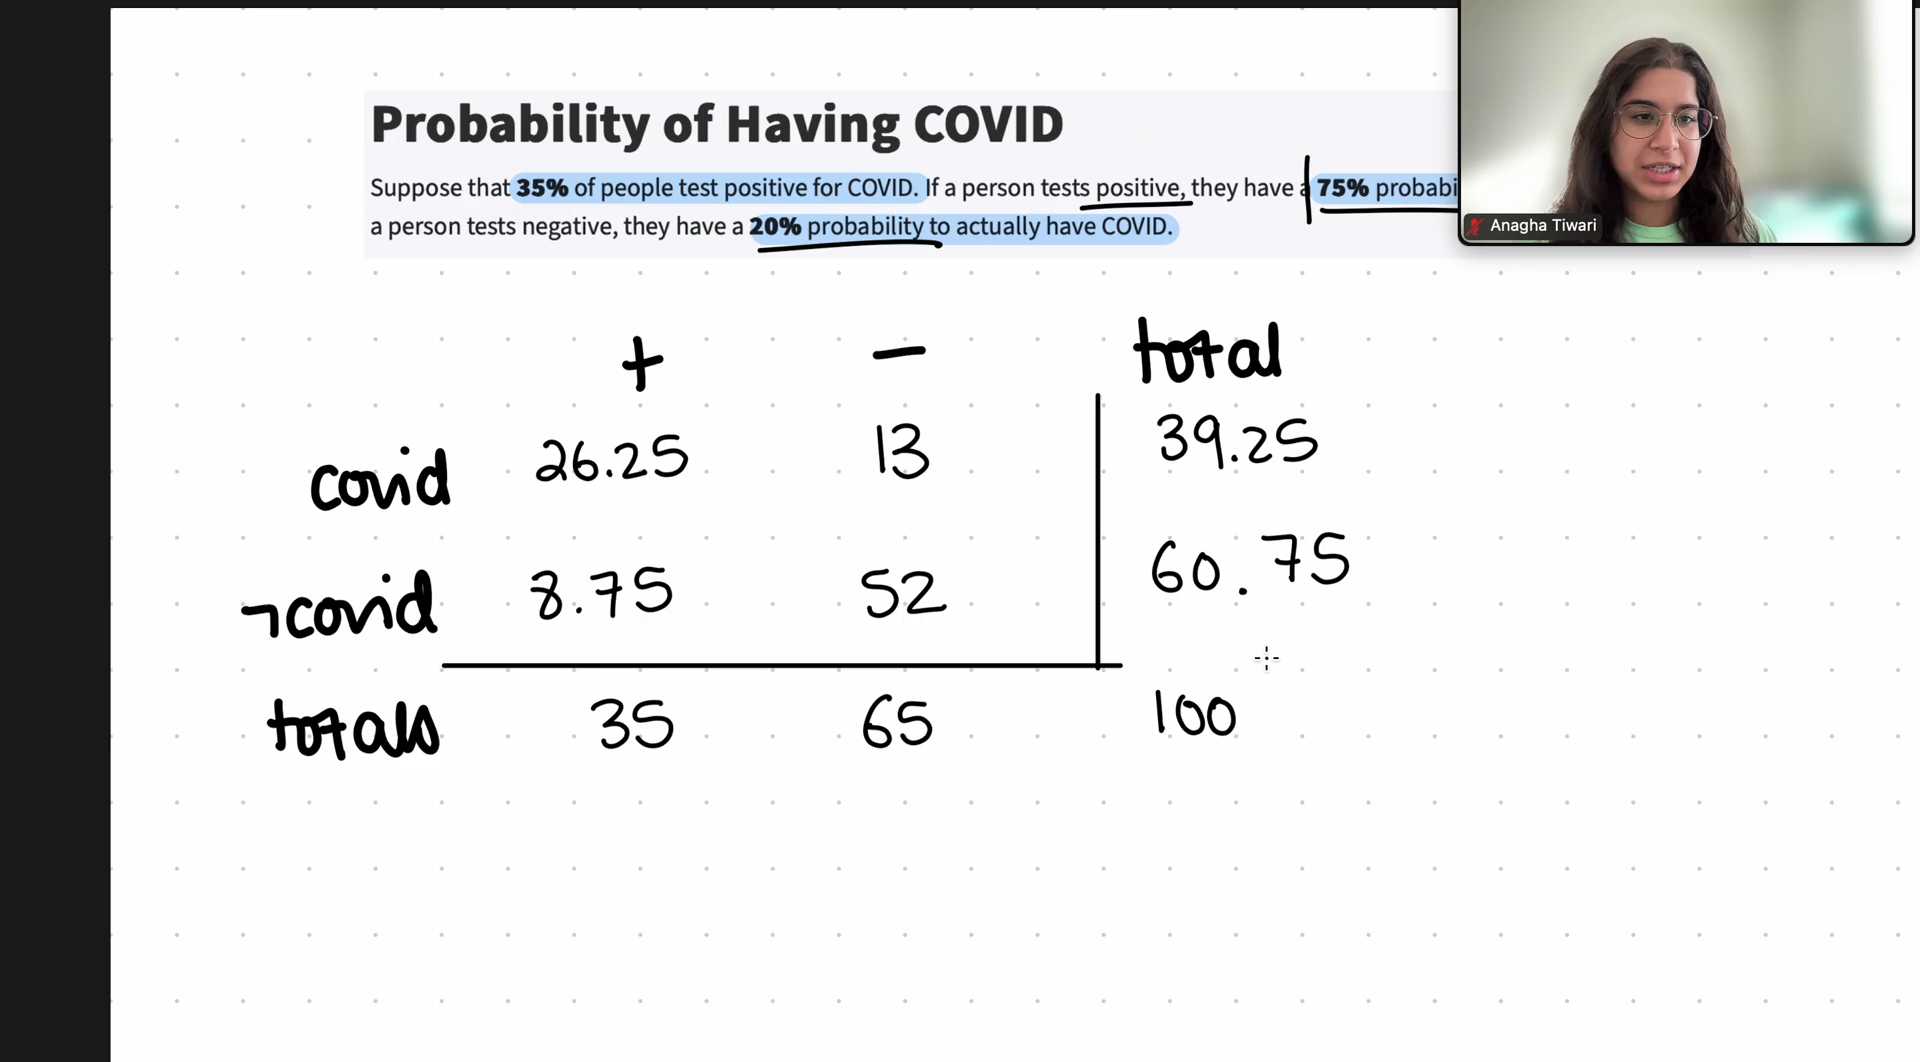 Probability of Having COVID
Suppose that 35% of people test positive for COVID. If a person tests positive, they have a 75% probabi
a person tests negative, they have a 20% probability to actually have COVID.
Anagha Tiwari
+ − total
covid 26.25 13 39.25
¬covid 8.75 52 60.75
totals 35 65 100